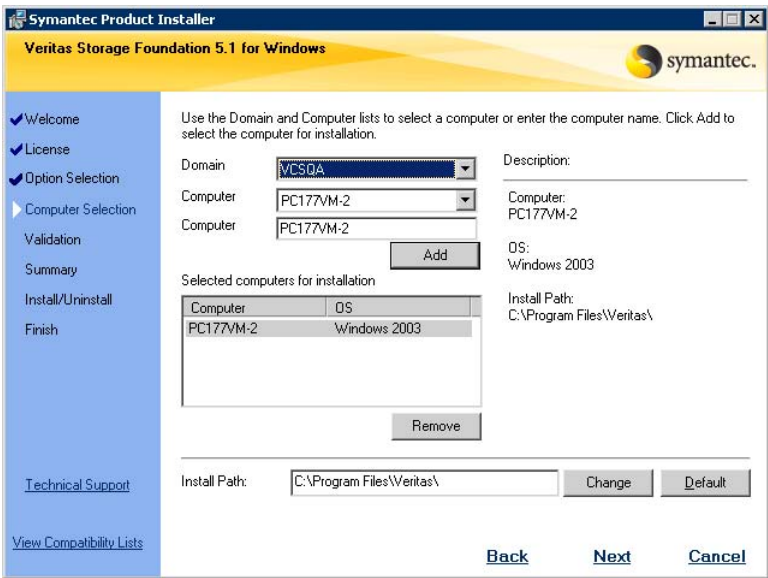 Symantec Product Installer
Veritas Storage Foundation 5.1 for Windows
symantec.
Welcome
License
Option Selection
Computer Selection
Validation
Summary
Install/Uninstall
Finish
Technical Support
View Compatibility Lists
Use the Domain and Computer lists to select a computer or enter the computer name. Click Add to
select the computer for installation.
Domain VCSQA
Computer PC177VM-2
Computer PC177VM-2
Add
Selected computers for installation
Computer OS
PC177VM-2 Windows 2003
Remove
Description:
Computer:
PC177VM-2
OS:
Windows 2003
Install Path:
C:\Program Files\Veritas\
Install Path: C:\Program Files\Veritas\ Change Default
Back Next Cancel